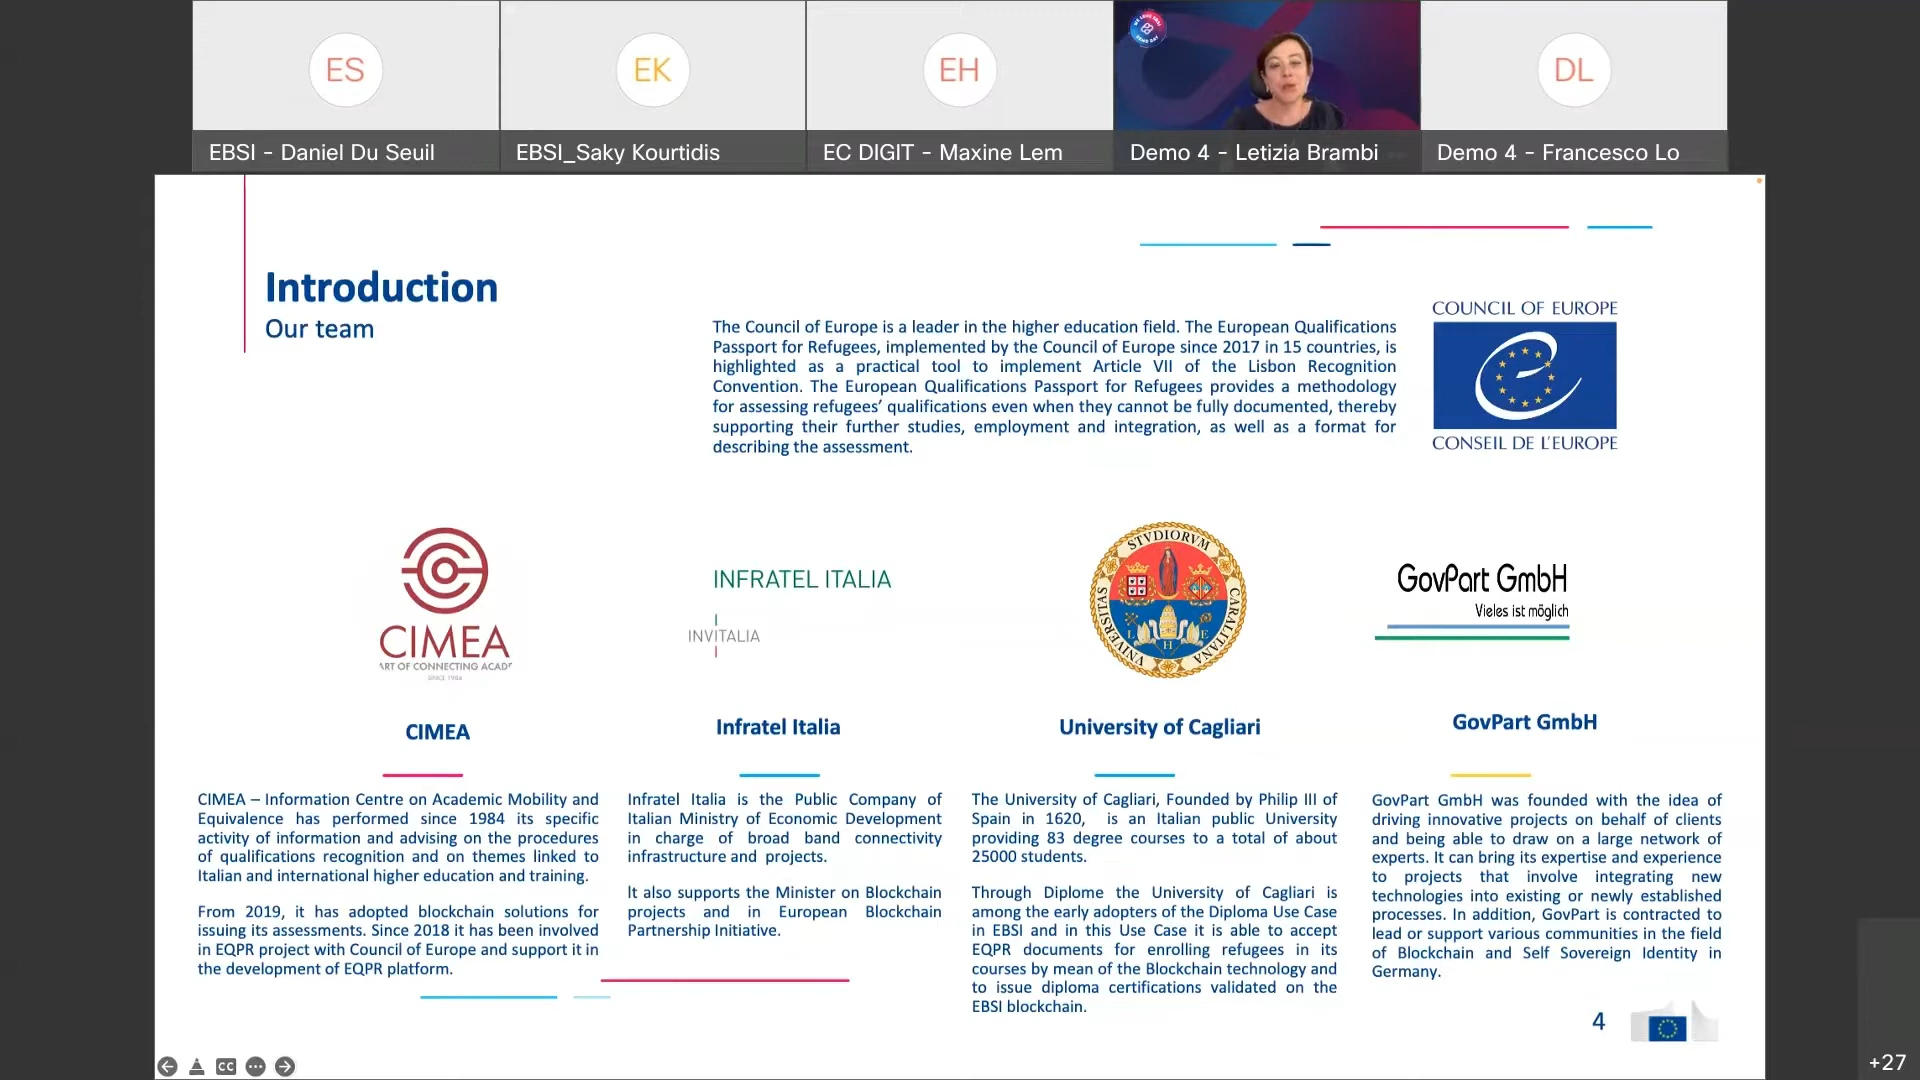 ES
EK
EH
DL
EBSI - Daniel Du Seuil
EBSI_Saky Kourtidis
EC DIGIT - Maxine Lem
Demo 4 - Letizia Brambi
Demo 4 - Francesco Lo
Introduction
Our team
The Council of Europe is a leader in the higher education field. The European Qualifications
Passport for Refugees, implemented by the Council of Europe since 2017 in 15 countries, is
highlighted as a practical tool to implement Article VII of the Lisbon Recognition
Convention. The European Qualifications Passport for Refugees provides a methodology
for assessing refugees’ qualifications even when they cannot be fully documented, thereby
supporting their further studies, employment and integration, as well as a format for
describing the assessment.
COUNCIL OF EUROPE
CONSEIL DE L'EUROPE
CIMEA
ART OF CONNECTING ACAD
SINCE 1984
INFRATEL ITALIA
INVITALIA
STVDIORVM
VNIVERSITAS
CARALITANA
L H E
GovPart GmbH
Vieles ist möglich
CIMEA
Infratel Italia
University of Cagliari
GovPart GmbH
CIMEA – Information Centre on Academic Mobility and
Equivalence has performed since 1984 its specific
activity of information and advising on the procedures
of qualifications recognition and on themes linked to
Italian and international higher education and training.
From 2019, it has adopted blockchain solutions for
issuing its assessments. Since 2018 it has been involved
in EQPR project with Council of Europe and support it in
the development of EQPR platform.
Infratel Italia is the Public Company of
Italian Ministry of Economic Development
in charge of broad band connectivity
infrastructure and projects.
It also supports the Minister on Blockchain
projects and in European Blockchain
Partnership Initiative.
The University of Cagliari, Founded by Philip III of
Spain in 1620, is an Italian public University
providing 83 degree courses to a total of about
25000 students.
Through Diplome the University of Cagliari is
among the early adopters of the Diploma Use Case
in EBSI and in this Use Case it is able to accept
EQPR documents for enrolling refugees in its
courses by mean of the Blockchain technology and
to issue diploma certifications validated on the
EBSI blockchain.
GovPart GmbH was founded with the idea of
driving innovative projects on behalf of clients
and being able to draw on a large network of
experts. It can bring its expertise and experience
to projects that involve integrating new
technologies into existing or newly established
processes. In addition, GovPart is contracted to
lead or support various communities in the field
of Blockchain and Self Sovereign Identity in
Germany.
4
CC
+27